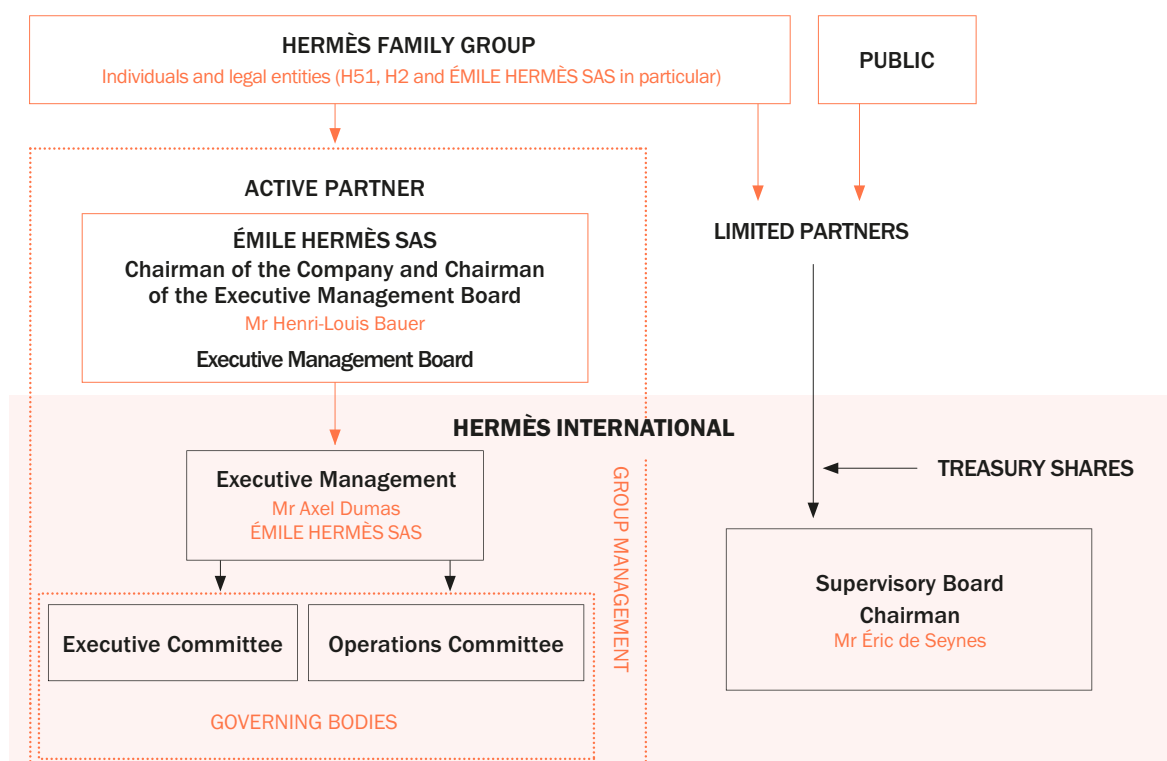 HERMÈS FAMILY GROUP
Individuals and legal entities (H51, H2 and ÉMILE HERMÈS SAS in particular)
PUBLIC
ACTIVE PARTNER
ÉMILE HERMÈS SAS
Chairman of the Company and Chairman
of the Executive Management Board
Mr Henri-Louis Bauer
Executive Management Board
LIMITED PARTNERS
HERMÈS INTERNATIONAL
Executive Management
Mr Axel Dumas
ÉMILE HERMÈS SAS
GROUP MANAGEMENT
TREASURY SHARES
Executive Committee
Operations Committee
GOVERNING BODIES
Supervisory Board
Chairman
Mr Éric de Seynes